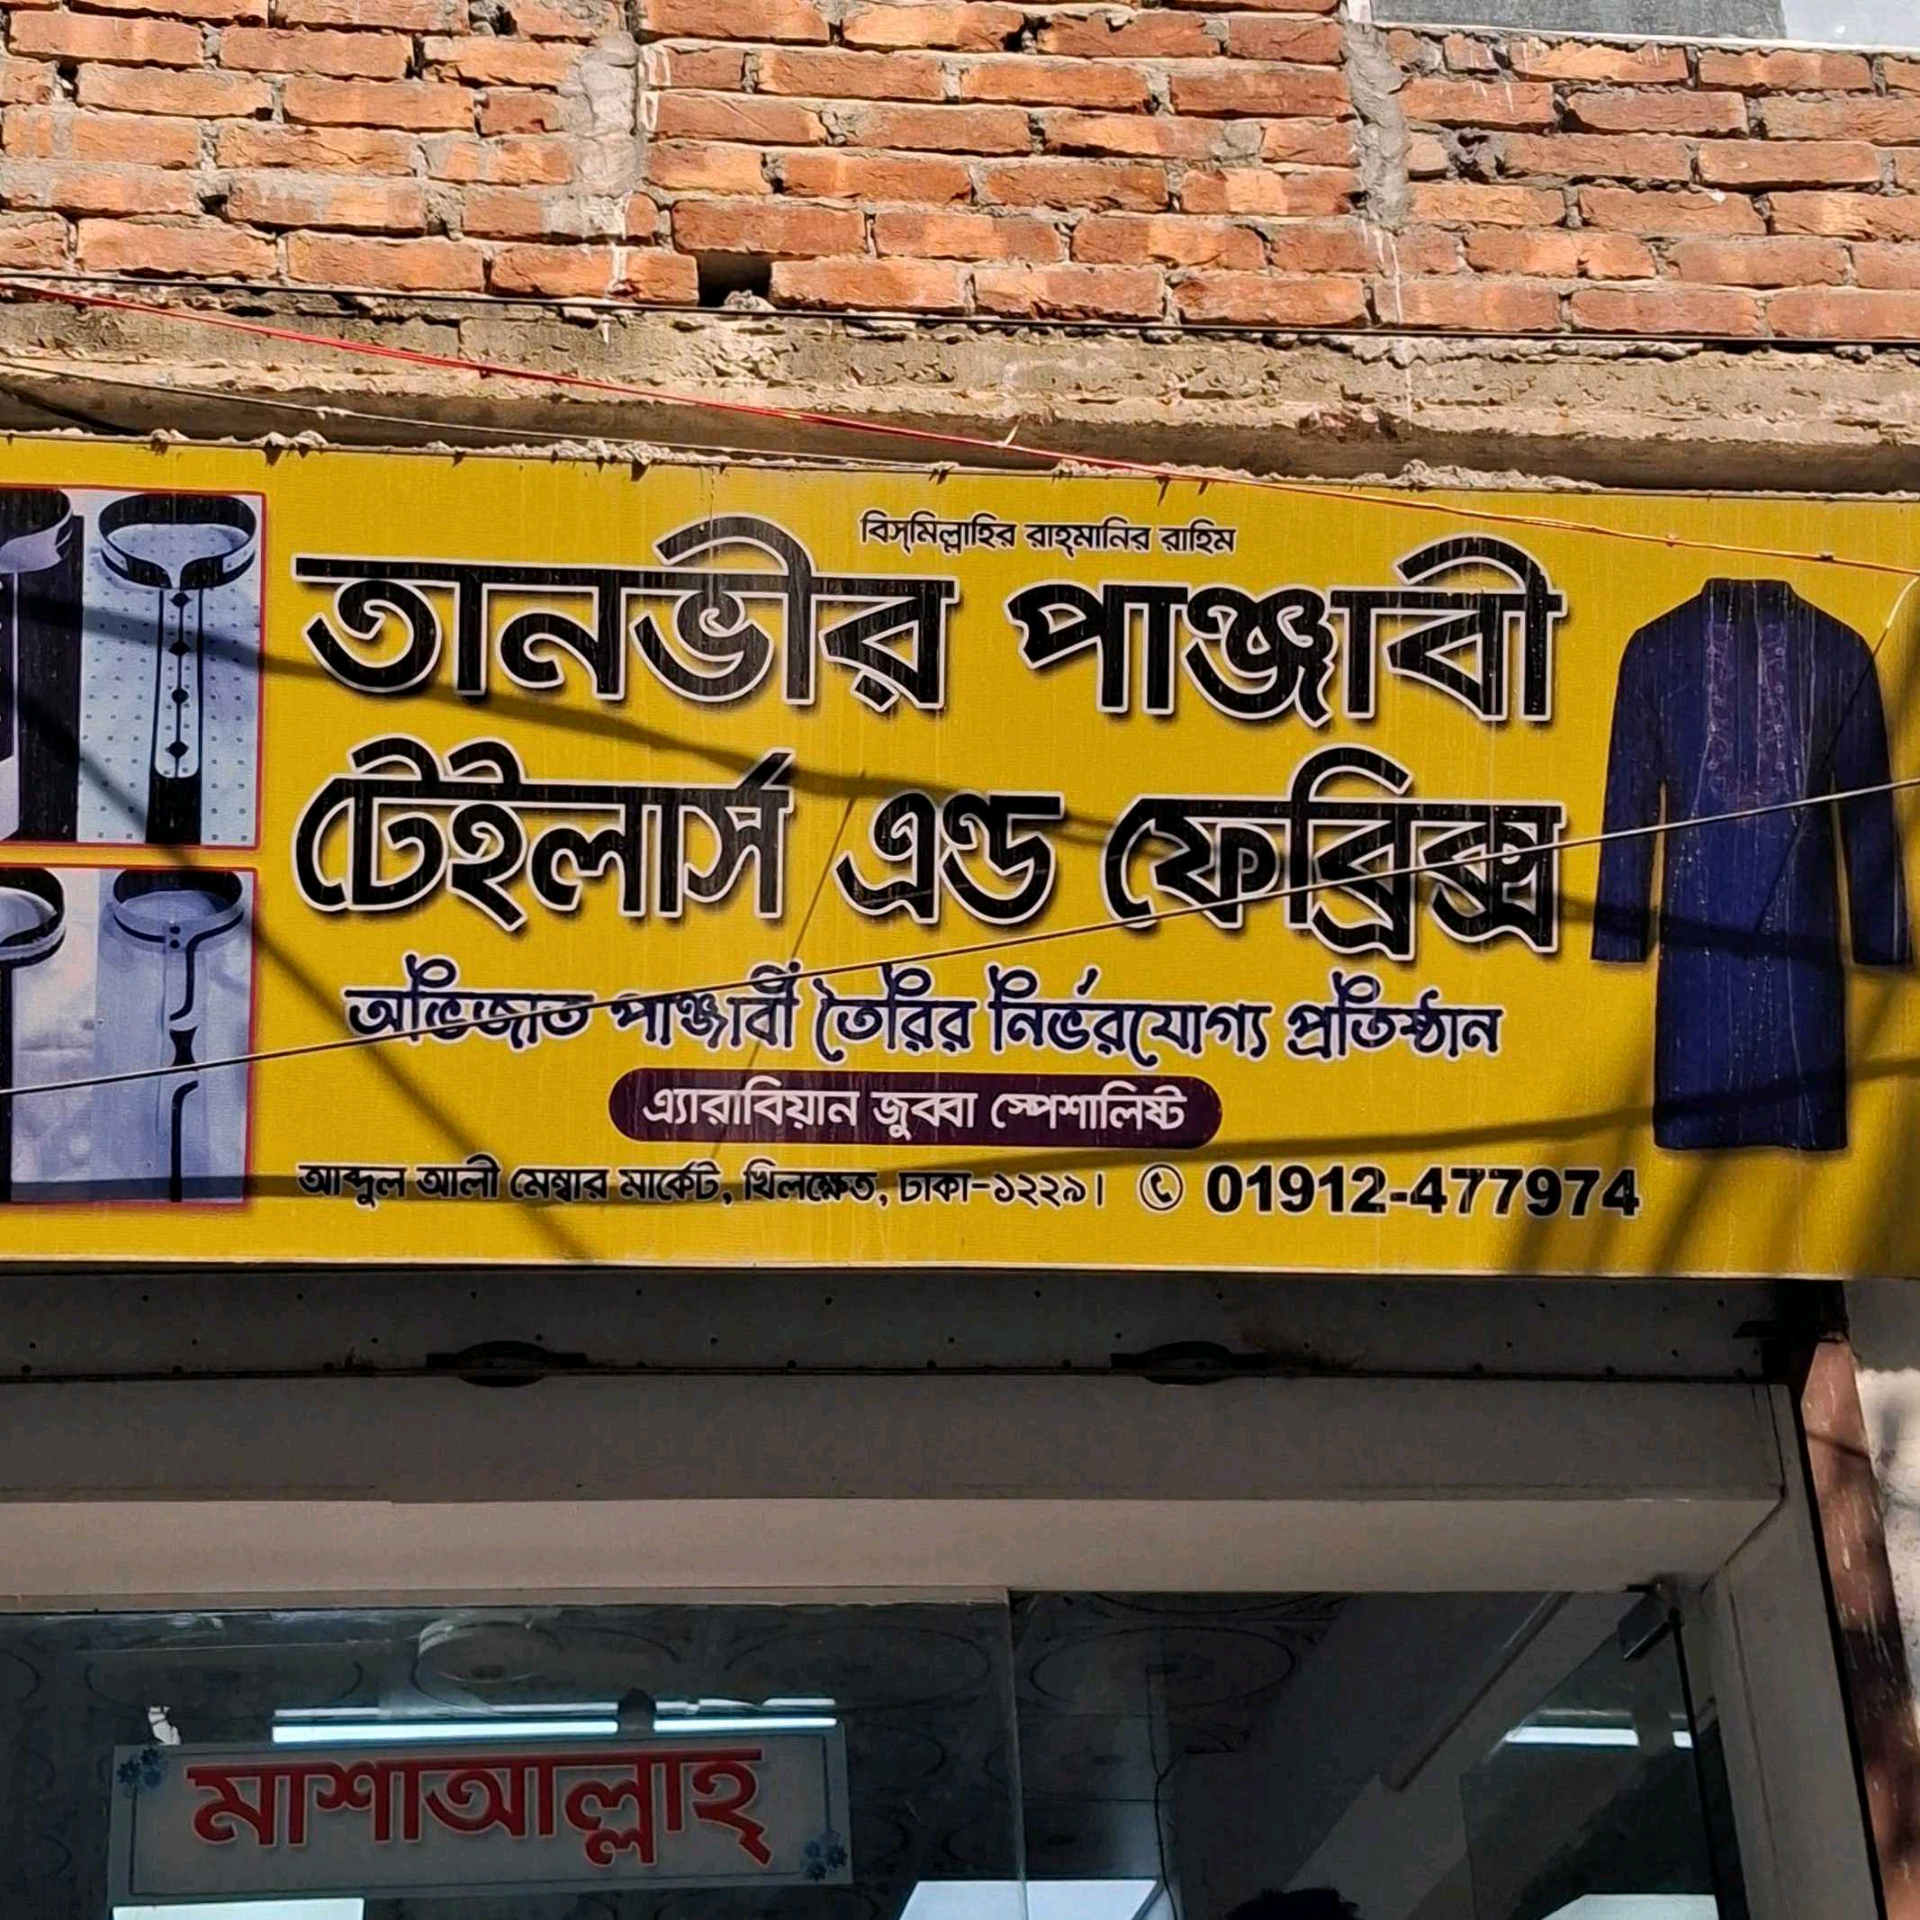 বিস্‌মিল্লাহির রাহ্‌মানির রাহিম
তানভীর পাঞ্জাবী
টেইলার্স এণ্ড ফেব্রিক্স
অভিজাত পাঞ্জাবী তৈরির নির্ভরযোগ্য প্রতিষ্ঠান
এ্যারাবিয়ান জুব্বা স্পেশালিষ্ট
আব্দুল আলী মেম্বার মার্কেট, খিলক্ষেত, ঢাকা-১২২৯। 01912-477974
মাশাআল্লাহ্